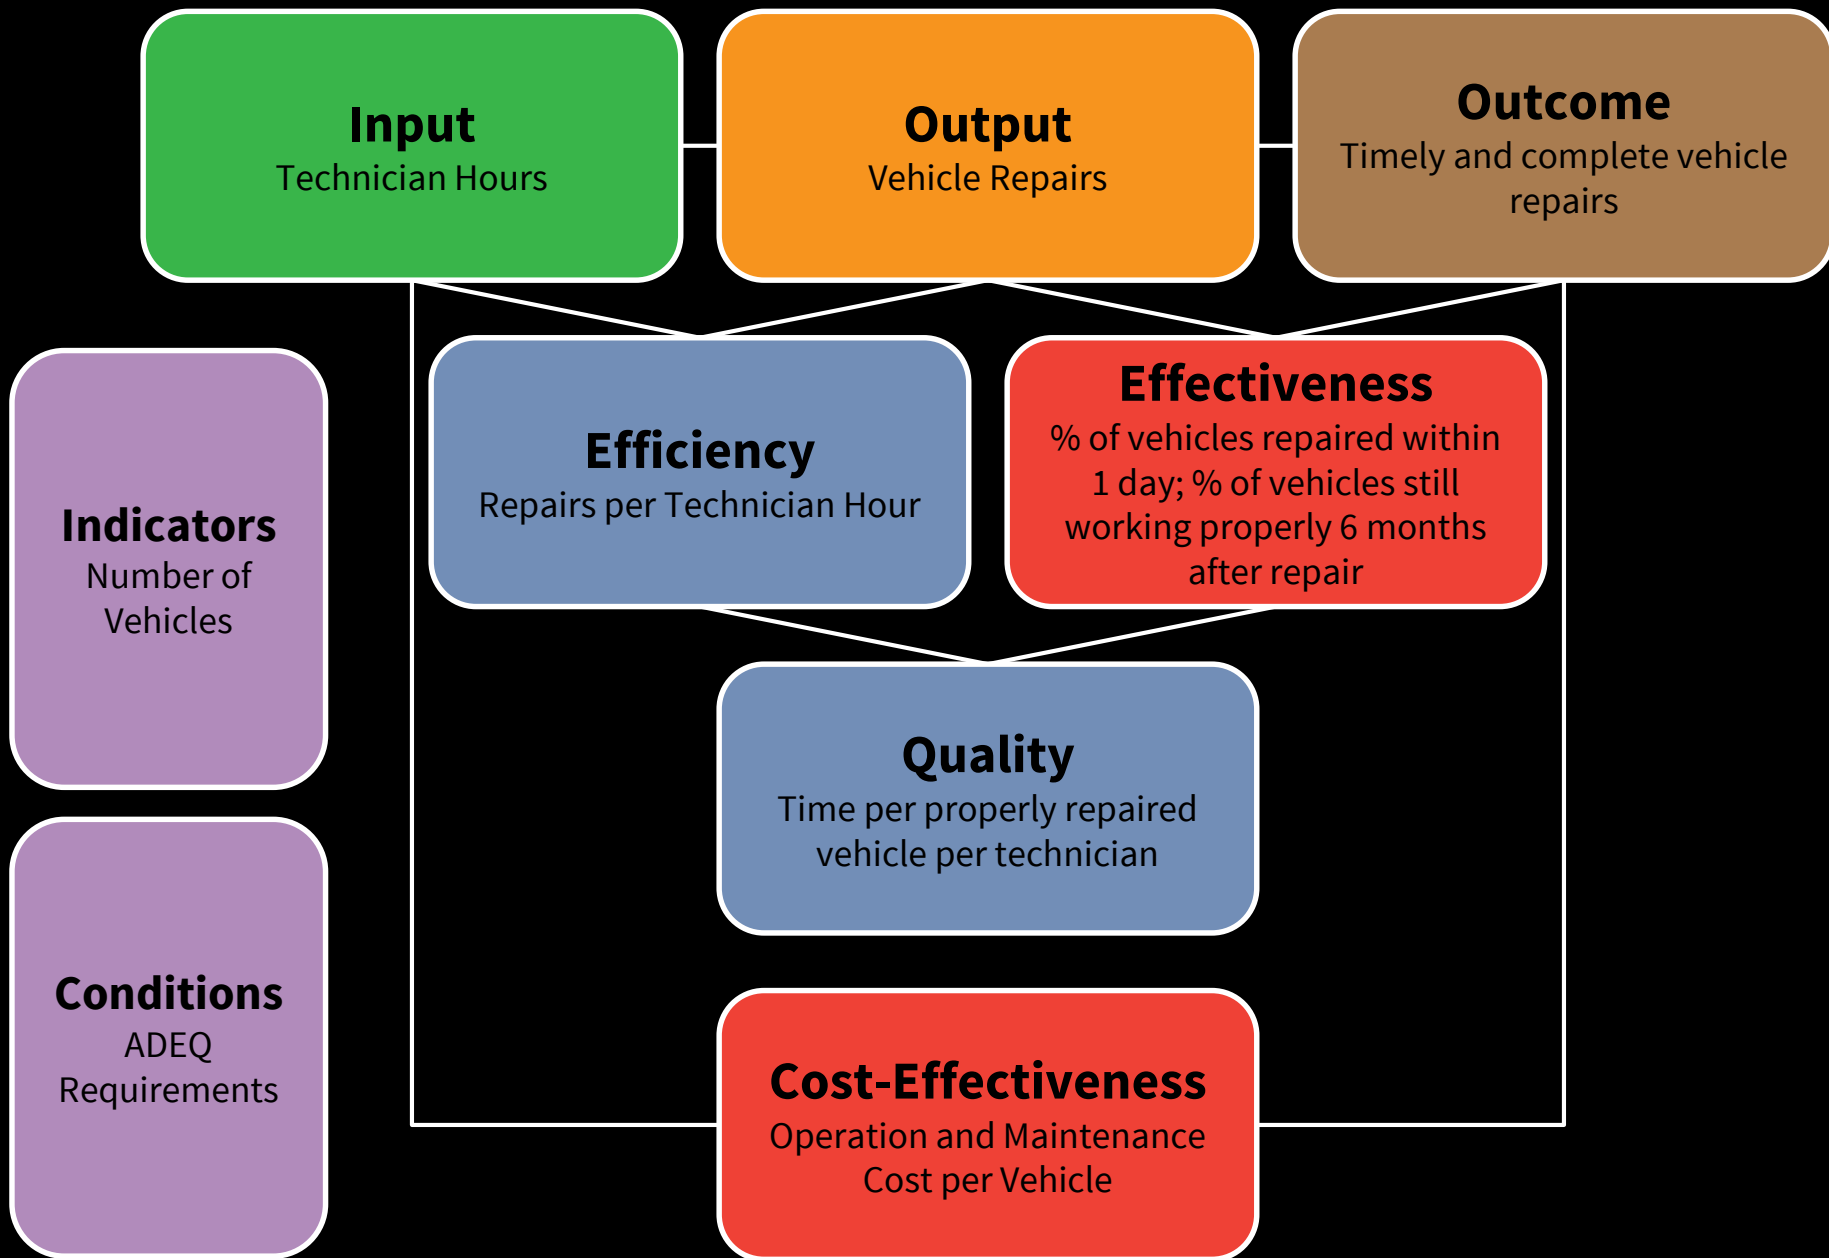 Input
Technician Hours
Output
Vehicle Repairs
Outcome
Timely and complete vehicle
repairs
Indicators
Number of
Vehicles
Efficiency
Repairs per Technician Hour
Effectiveness
% of vehicles repaired within
1 day; % of vehicles still
working properly 6 months
after repair
Quality
Time per properly repaired
vehicle per technician
Conditions
ADEQ
Requirements
Cost-Effectiveness
Operation and Maintenance
Cost per Vehicle